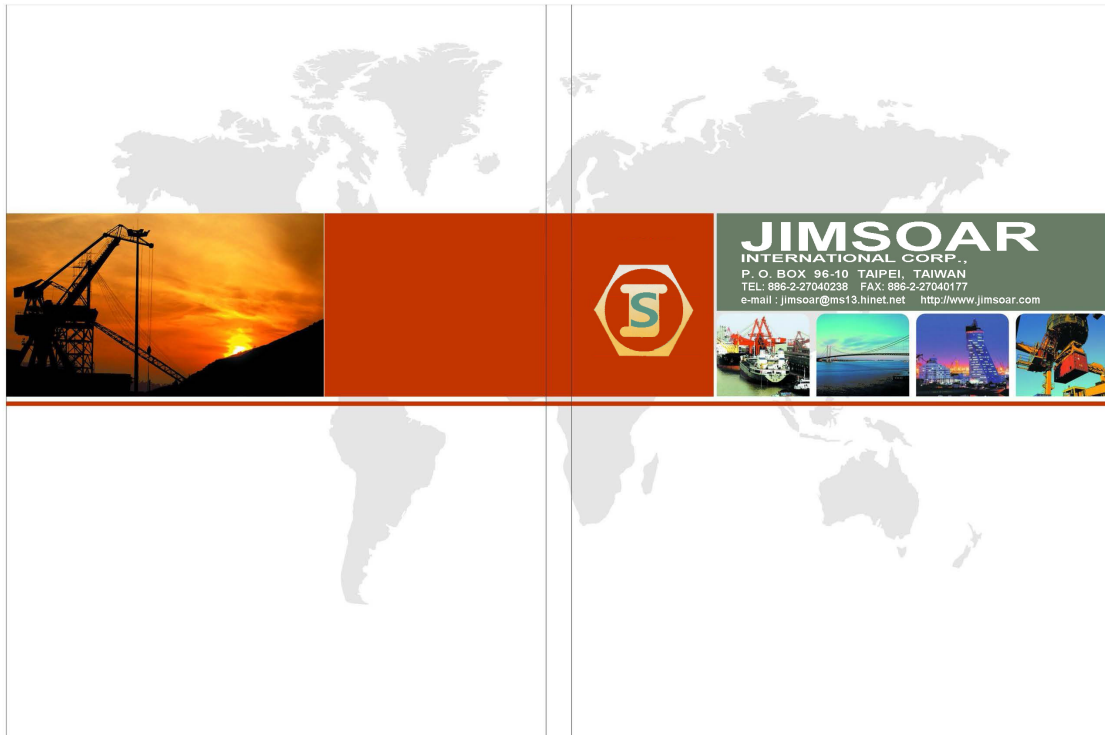 JIMSOAR
INTERNATIONAL CORP.,
P. O. BOX 96-10 TAIPEI, TAIWAN
TEL: 886-2-27040238 FAX: 886-2-27040177
e-mail : jimsoar@ms13.hinet.net http://www.jimsoar.com
JS